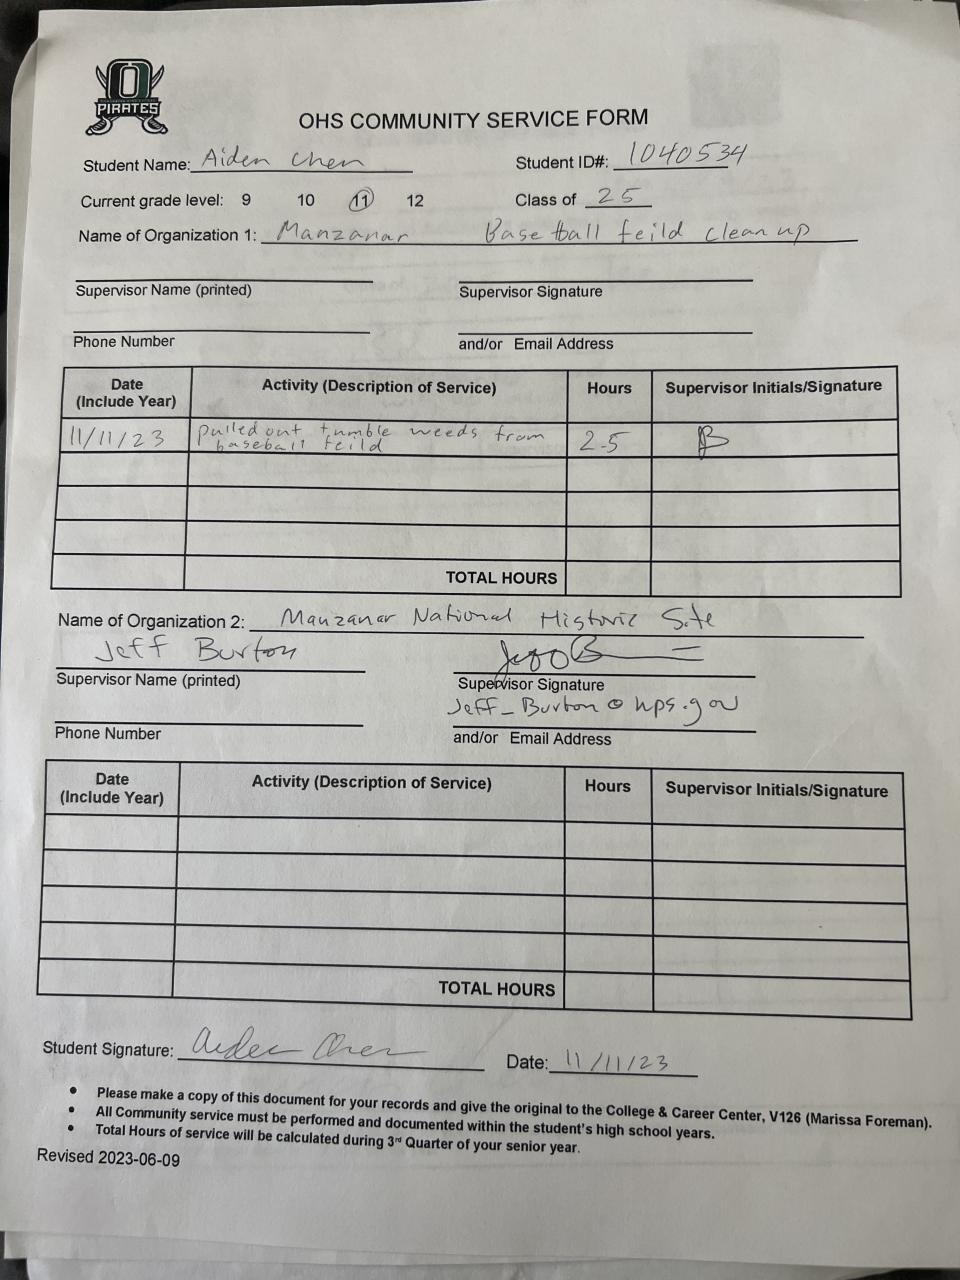 O
PIRATES
OHS COMMUNITY SERVICE FORM
Student Name: Aiden Chen Student ID#: 1040534
Current grade level: 9 10 11 12 Class of 25
Name of Organization 1: Manzanar Baseball feild clean up
Supervisor Name (printed) Supervisor Signature
Phone Number and/or Email Address
Date (Include Year) Activity (Description of Service) Hours Supervisor Initials/Signature
11/11/23 Pulled out tumble weeds from baseball feild 2.5 JB
TOTAL HOURS
Name of Organization 2: Manzanar National Historic Site
Jeff Burton
Supervisor Name (printed) Supervisor Signature
Jeff_Burton@nps.gov
Phone Number and/or Email Address
Date (Include Year) Activity (Description of Service) Hours Supervisor Initials/Signature
TOTAL HOURS
Student Signature: Aiden Chen Date: 11/11/23
• Please make a copy of this document for your records and give the original to the College & Career Center, V126 (Marissa Foreman).
• All Community service must be performed and documented within the student's high school years.
• Total Hours of service will be calculated during 3rd Quarter of your senior year.
Revised 2023-06-09